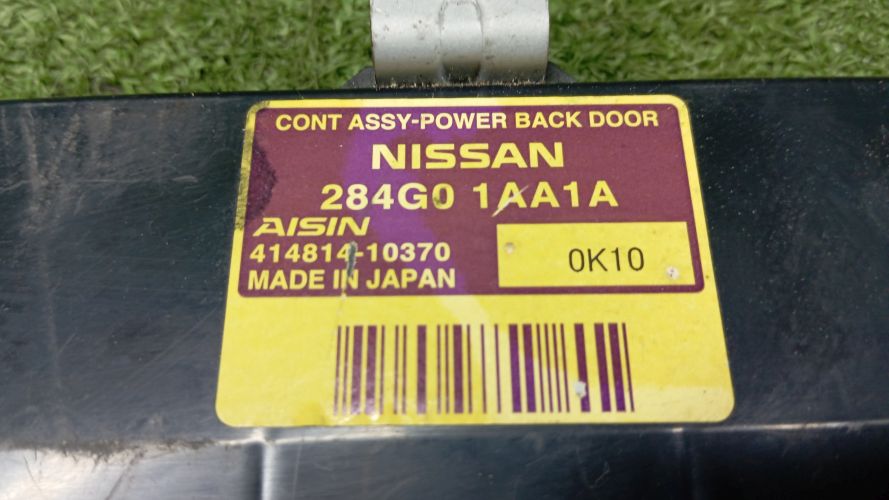 CONT ASSY-POWER BACK DOOR
NISSAN
284G0 1AA1A
AISIN
414814-10370
MADE IN JAPAN
0K10